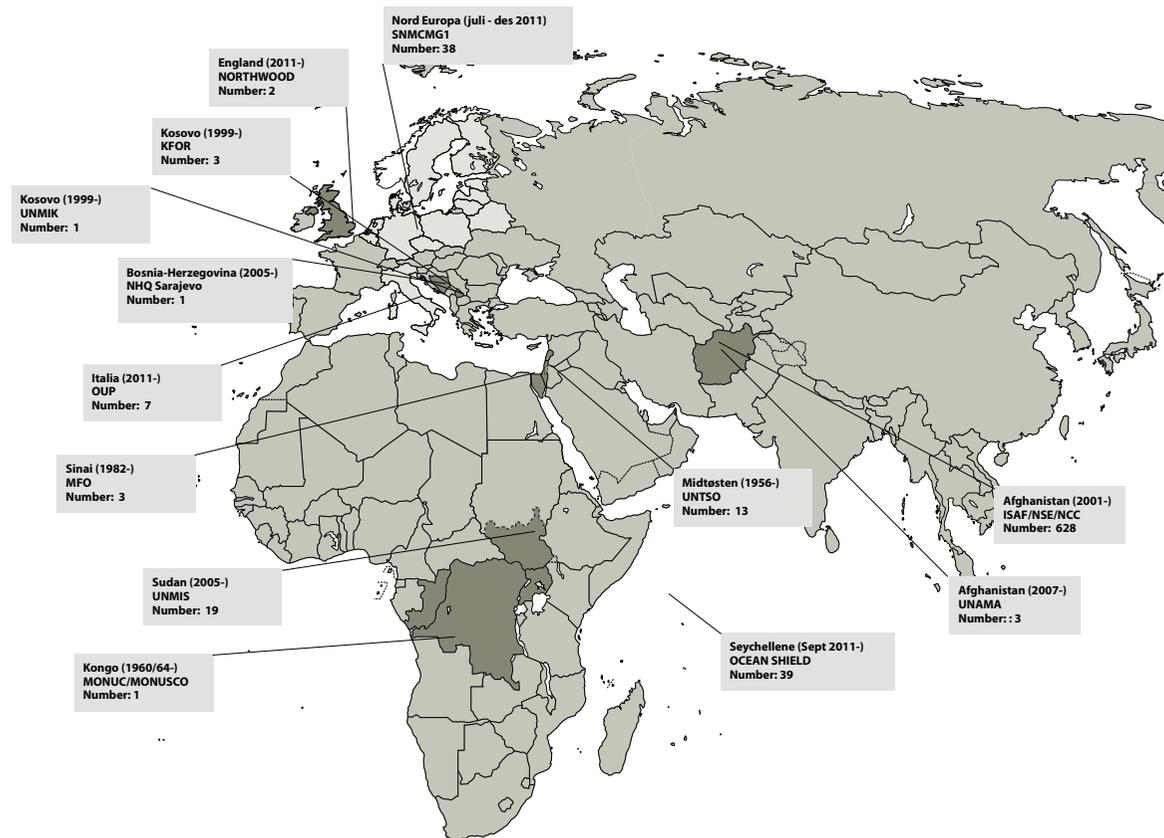 Nord Europa (juli - des 2011)
SNMCMG1
Number: 38
England (2011-)
NORTHWOOD
Number: 2
Kosovo (1999-)
KFOR
Number: 3
Kosovo (1999-)
UNMIK
Number: 1
Bosnia-Herzegovina (2005-)
NHQ Sarajevo
Number: 1
Italia (2011-)
OUP
Number: 7
Sinai (1982-)
MFO
Number: 3
Midtøsten (1956-)
UNTSO
Number: 13
Afghanistan (2001-)
ISAF/NSE/NCC
Number: 628
Sudan (2005-)
UNMIS
Number: 19
Afghanistan (2007-)
UNAMA
Number: : 3
Seychellene (Sept 2011-)
OCEAN SHIELD
Number: 39
Kongo (1960/64-)
MONUC/MONUSCO
Number: 1